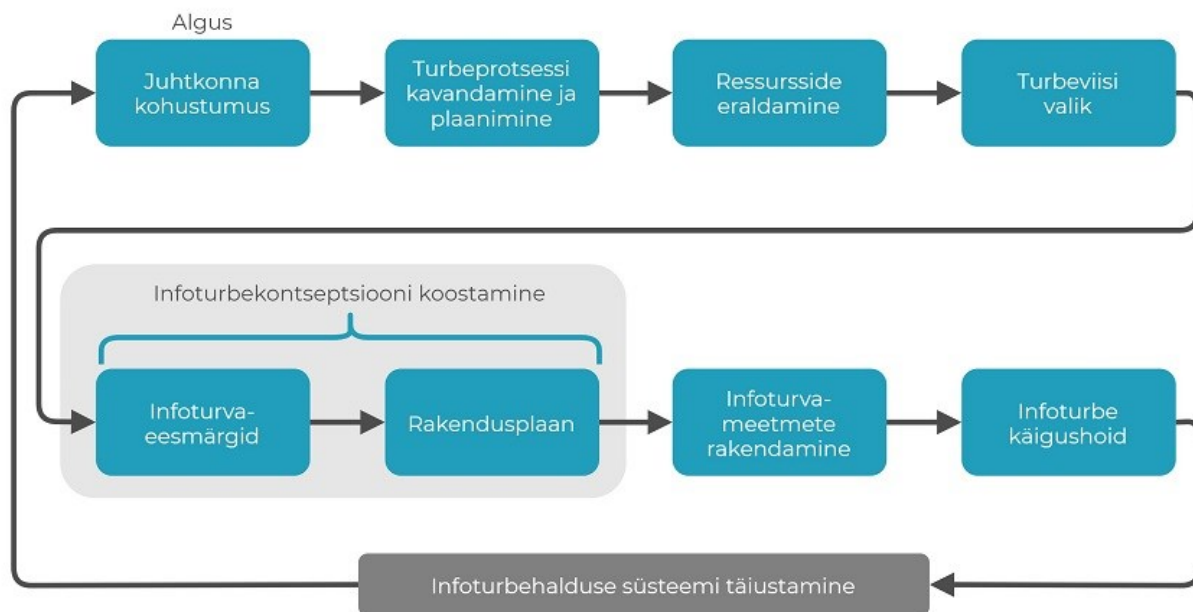 Algus
Juhtkonna
kohustumus
Turbeprotsessi
kavandamine ja
plaanimine
Ressursside
eraldamine
Turbeviisi
valik
Infoturbekontseptsiooni koostamine
Infoturva-
eesmärgid
Rakendusplaan
Infoturva-
meetmete
rakendamine
Infoturbe
käigushoid
Infoturbehalduse süsteemi täiustamine